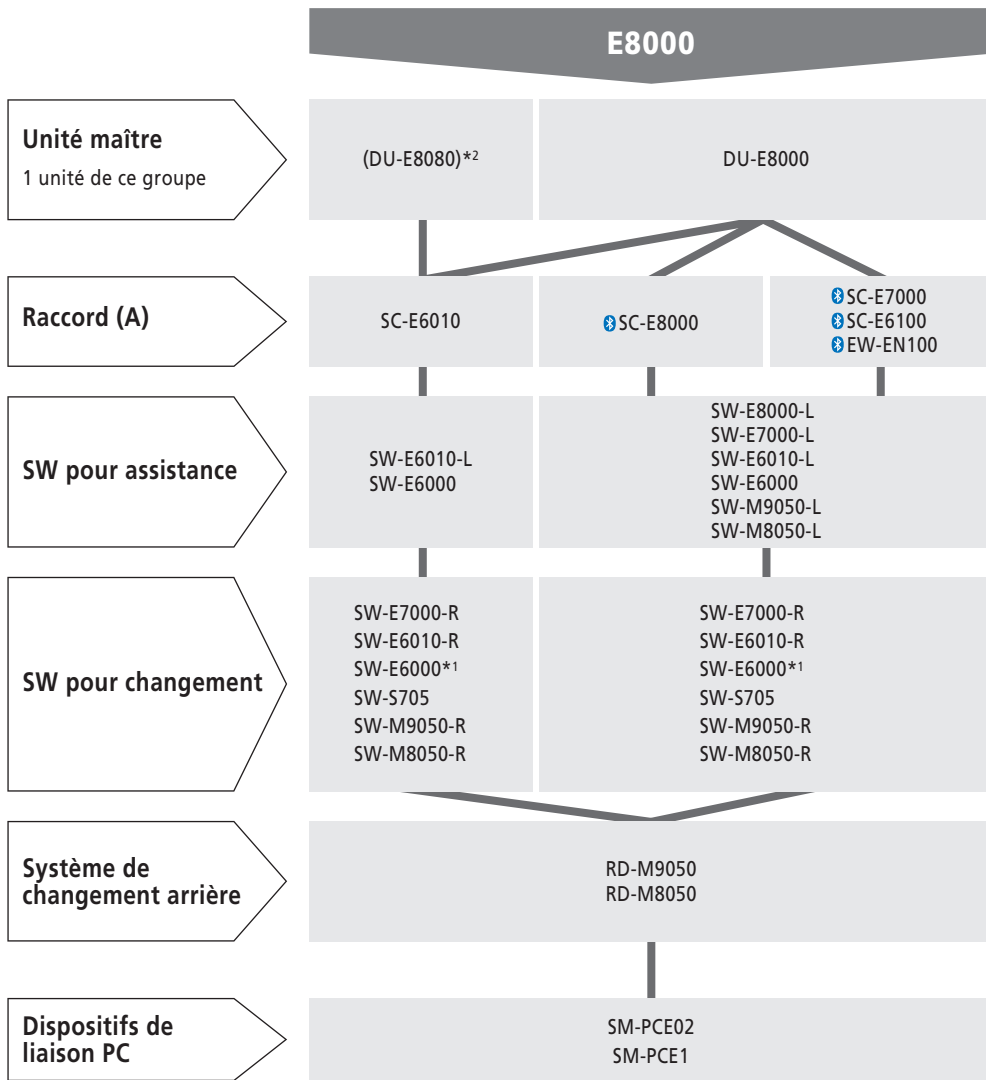 E8000
Unité maître
1 unité de ce groupe
(DU-E8080)*2
DU-E8000
Raccord (A)
SC-E6010
SC-E8000
SC-E7000
SC-E6100
EW-EN100
SW pour assistance
SW-E6010-L
SW-E6000
SW-E8000-L
SW-E7000-L
SW-E6010-L
SW-E6000
SW-M9050-L
SW-M8050-L
SW pour changement
SW-E7000-R
SW-E6010-R
SW-E6000*1
SW-S705
SW-M9050-R
SW-M8050-R
SW-E7000-R
SW-E6010-R
SW-E6000*1
SW-S705
SW-M9050-R
SW-M8050-R
Système de
changement arrière
RD-M9050
RD-M8050
Dispositifs de
liaison PC
SM-PCE02
SM-PCE1